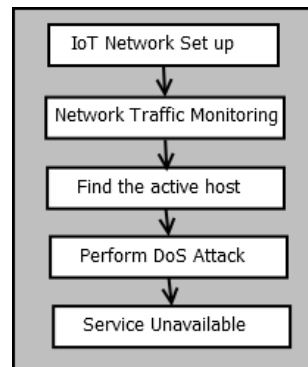 IoT Network Set up
Network Traffic Monitoring
Find the active host
Perform DoS Attack
Service Unavailable